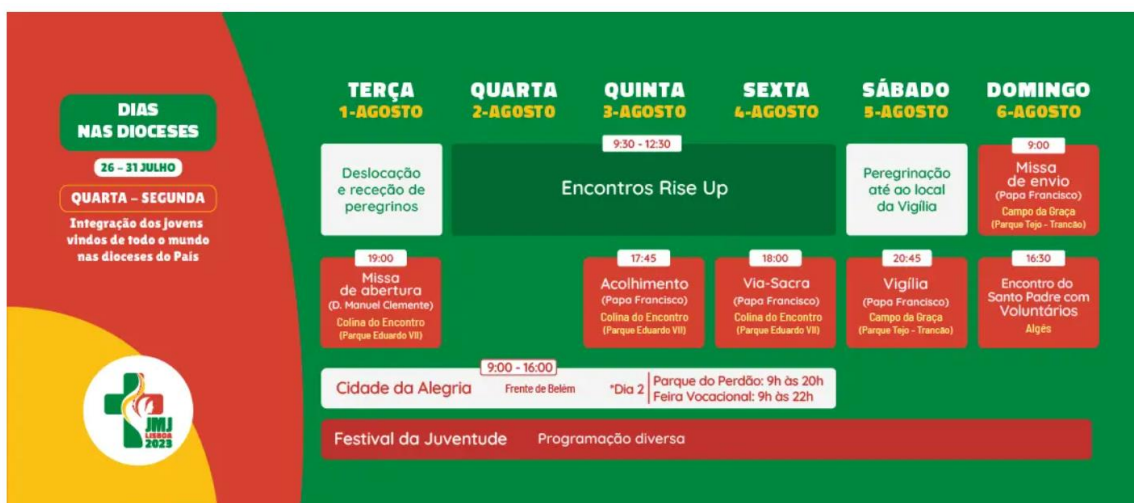 DIAS
NAS DIOCESES
26 – 31 JULHO
QUARTA – SEGUNDA
Integração dos jovens
vindos de todo o mundo
nas dioceses do País
JMJ
LISBOA
2023
TERÇA
1-AGOSTO
QUARTA
2-AGOSTO
QUINTA
3-AGOSTO
SEXTA
4-AGOSTO
SÁBADO
5-AGOSTO
DOMINGO
6-AGOSTO
Deslocação
e receção de
peregrinos
9:30 - 12:30
Encontros Rise Up
Peregrinação
até ao local
da Vigília
9:00
Missa
de envio
(Papa Francisco)
Campo da Graça
(Parque Tejo - Trancão)
19:00
Missa
de abertura
(D. Manuel Clemente)
Colina do Encontro
(Parque Eduardo VII)
17:45
Acolhimento
(Papa Francisco)
Colina do Encontro
(Parque Eduardo VII)
18:00
Via-Sacra
(Papa Francisco)
Colina do Encontro
(Parque Eduardo VII)
20:45
Vigília
(Papa Francisco)
Campo da Graça
(Parque Tejo - Trancão)
16:30
Encontro do
Santo Padre com
Voluntários
Algés
9:00 - 16:00
Cidade da Alegria Frente de Belém *Dia 2
Parque do Perdão: 9h às 20h
Feira Vocacional: 9h às 22h
Festival da Juventude Programação diversa